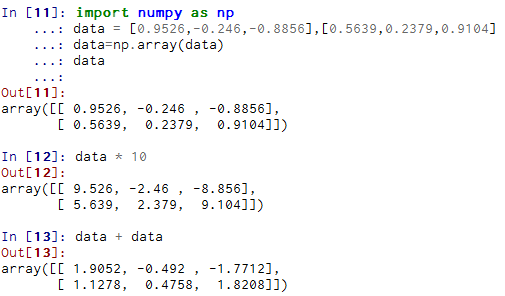 In [11]: import numpy as np
    ...: data = [0.9526,-0.246,-0.8856],[0.5639,0.2379,0.9104]
    ...: data=np.array(data)
    ...: data
    ...:
Out[11]:
array([[ 0.9526, -0.246 , -0.8856],
       [ 0.5639,  0.2379,  0.9104]])
In [12]: data * 10
Out[12]:
array([[ 9.526, -2.46 , -8.856],
       [ 5.639,  2.379,  9.104]])
In [13]: data + data
Out[13]:
array([[ 1.9052, -0.492 , -1.7712],
       [ 1.1278,  0.4758,  1.8208]])